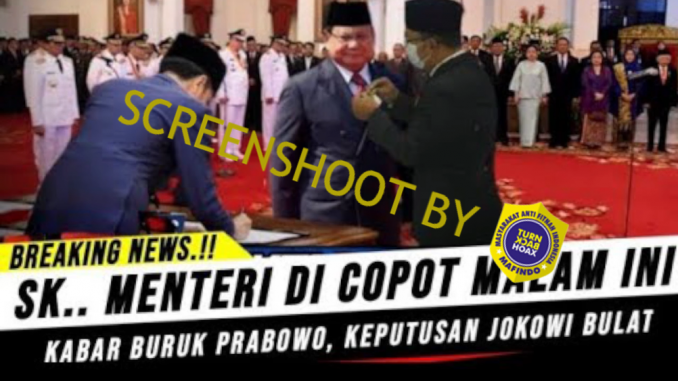 SCREENSHOOT BY
MASYARAKAT ANTI FITNAH INDONESIA
TURN
BACK
HOAX
MAFINDO
BREAKING NEWS.!!
SK.. MENTERI DI COPOT MALAM INI
KABAR BURUK PRABOWO, KEPUTUSAN JOKOWI BULAT